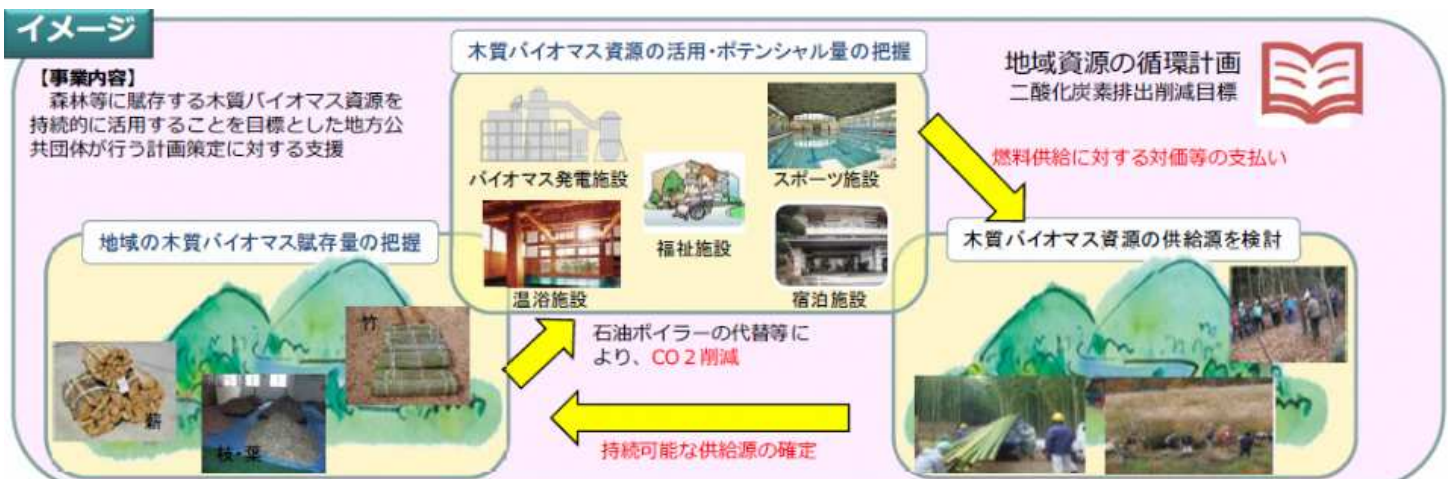 イメージ
【事業内容】
森林等に賦存する木質バイオマス資源を
持続的に活用することを目標とした地方公
共団体が行う計画策定に対する支援
木質バイオマス資源の活用・ポテンシャル量の把握
バイオマス発電施設
スポーツ施設
福祉施設
温浴施設
宿泊施設
地域資源の循環計画
二酸化炭素排出削減目標
燃料供給に対する対価等の支払い
地域の木質バイオマス賦存量の把握
竹
薪
枝・葉
石油ボイラーの代替等に
より、CO2削減
木質バイオマス資源の供給源を検討
持続可能な供給源の確定